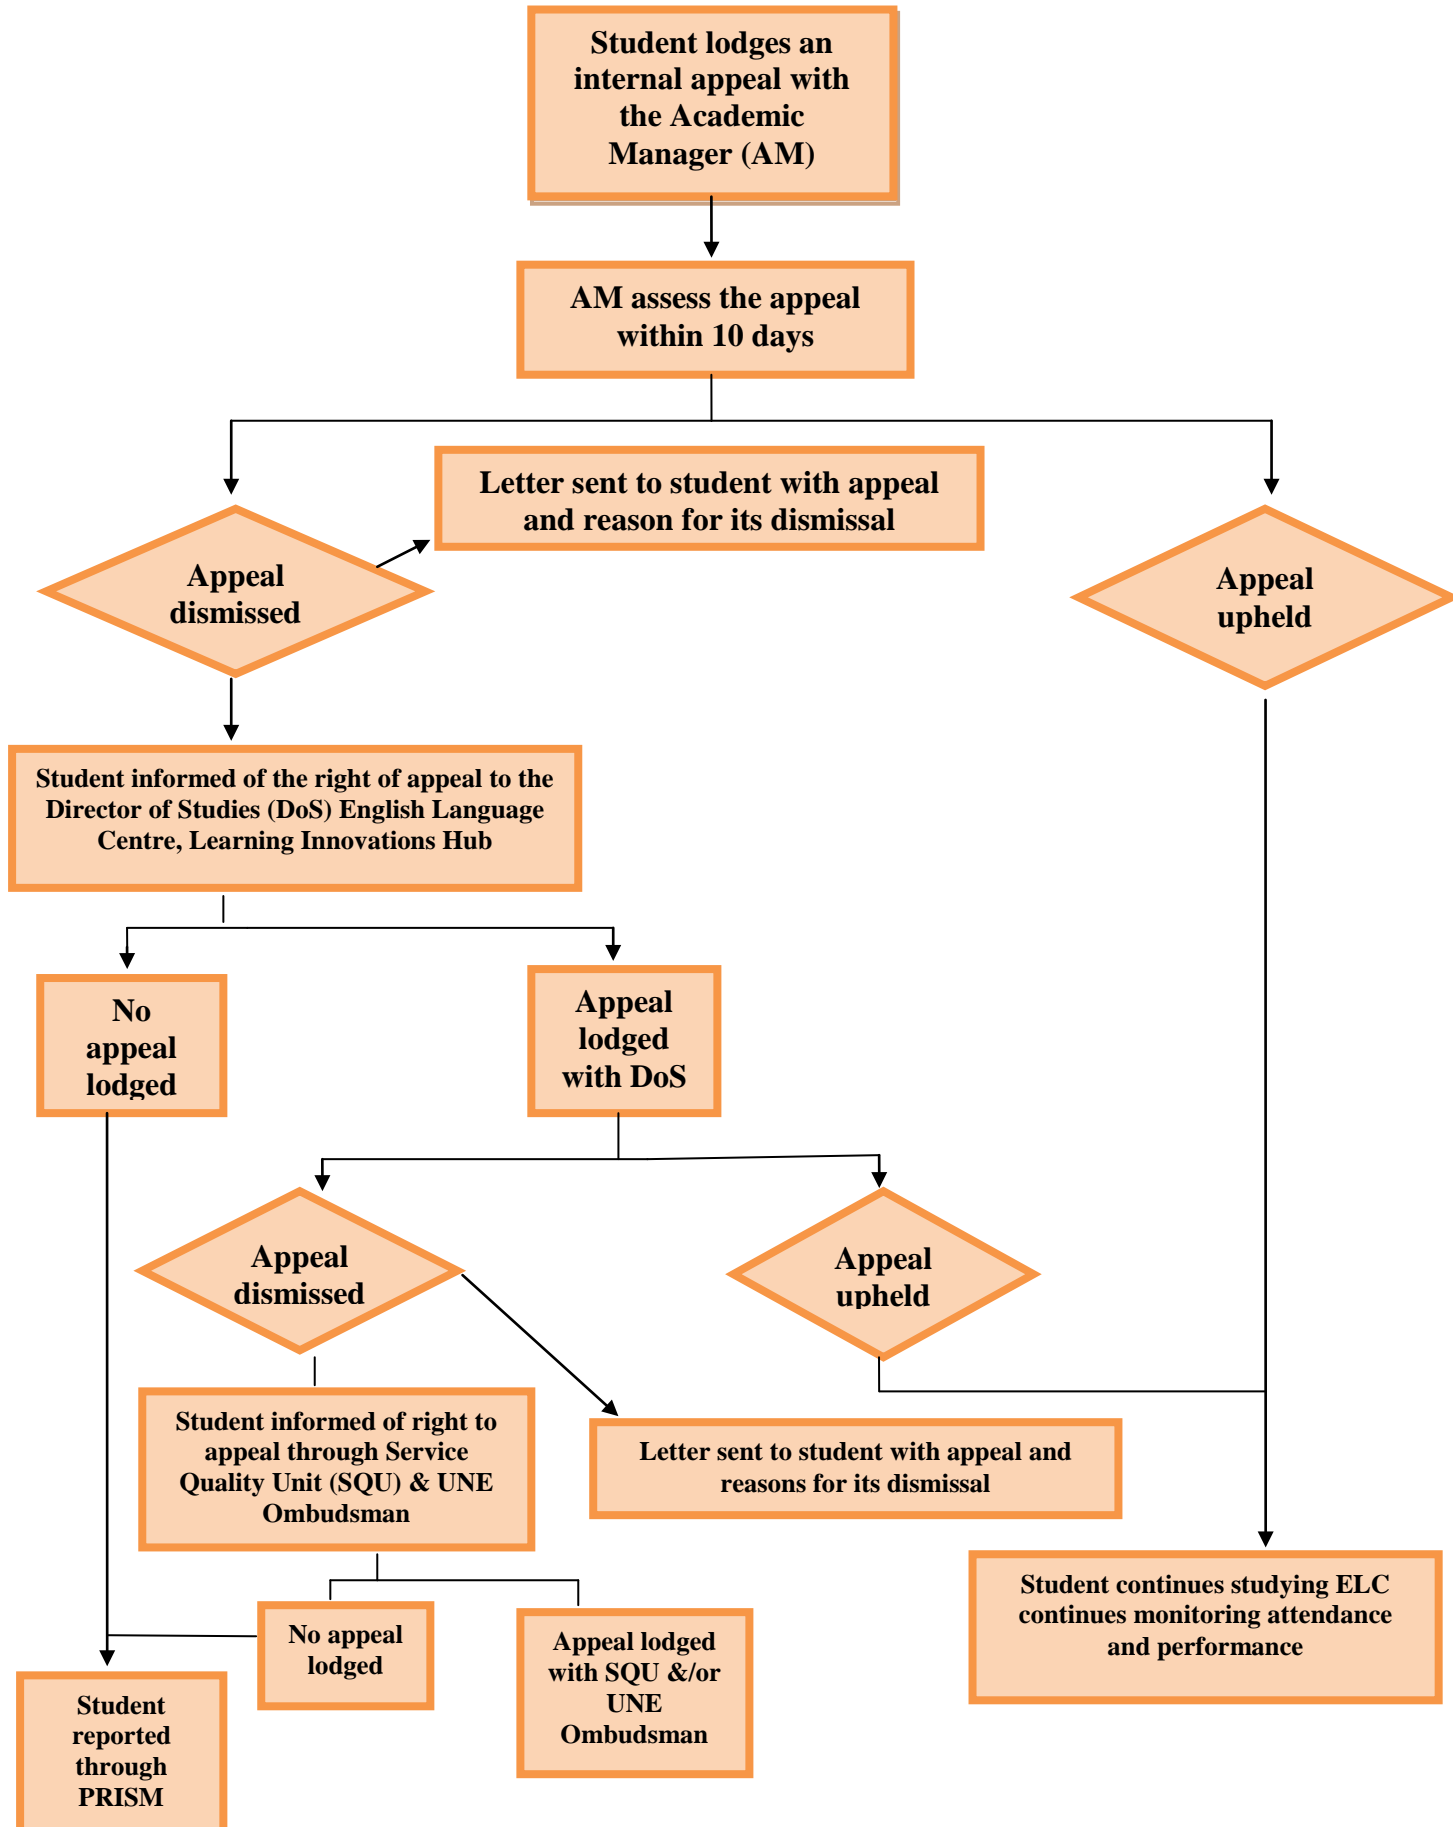 Student lodges an
internal appeal with
the Academic
Manager (AM)
AM assess the appeal
within 10 days
Letter sent to student with appeal
and reason for its dismissal
Appeal
dismissed
Appeal
upheld
Student informed of the right of appeal to the
Director of Studies (DoS) English Language
Centre, Learning Innovations Hub
No
appeal
lodged
Appeal
lodged
with DoS
Appeal
dismissed
Appeal
upheld
Student informed of right to
appeal through Service
Quality Unit (SQU) & UNE
Ombudsman
Letter sent to student with appeal and
reasons for its dismissal
Student continues studying ELC
continues monitoring attendance
and performance
No appeal
lodged
Appeal lodged
with SQU &/or
UNE
Ombudsman
Student
reported
through
PRISM